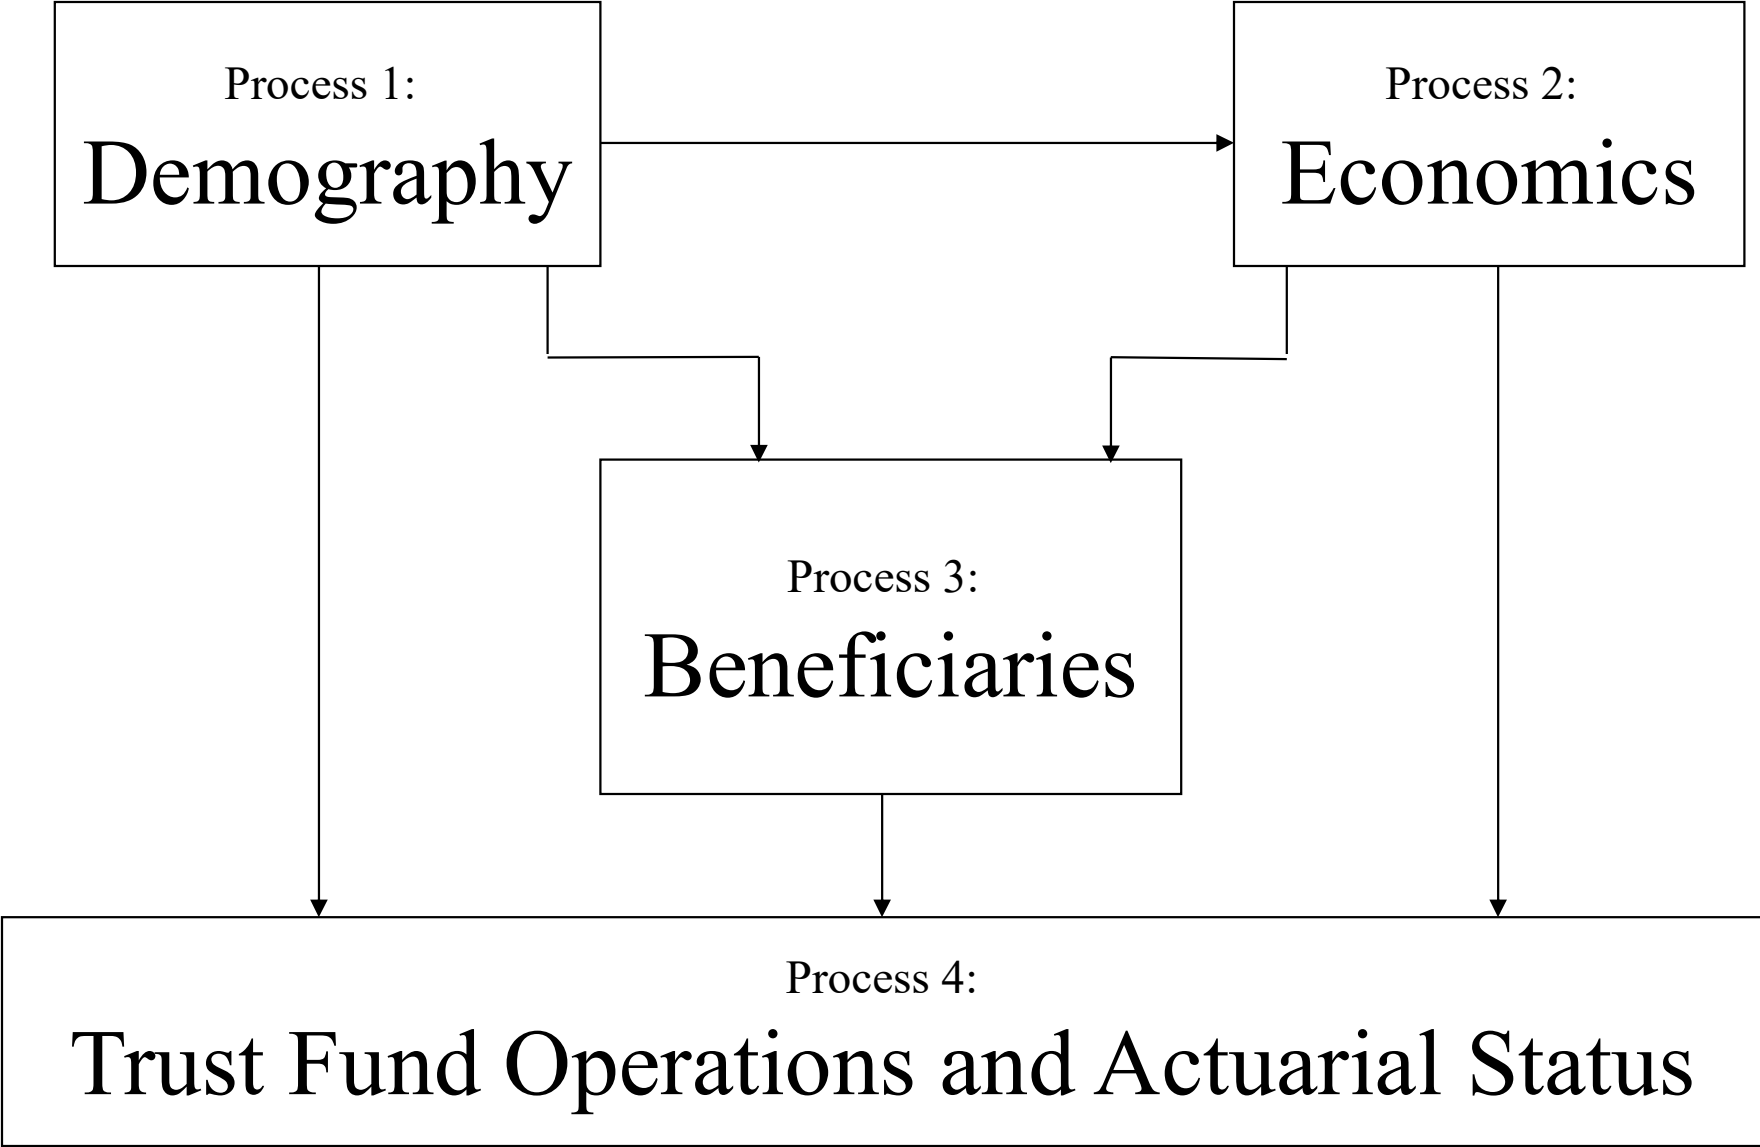 Process 1:
Demography
Process 2:
Economics
Process 3:
Beneficiaries
Process 4:
Trust Fund Operations and Actuarial Status